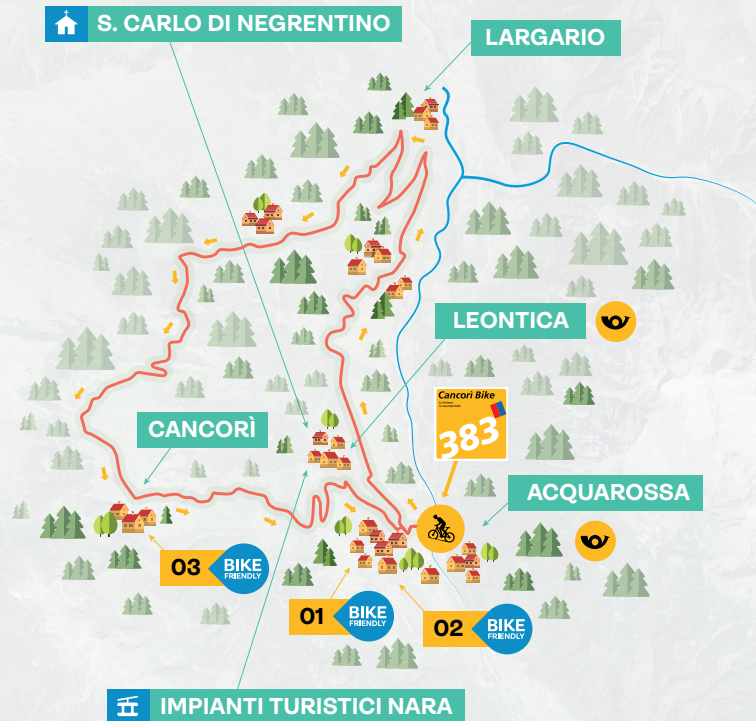 S. CARLO DI NEGRENTINO
LARGARIO
LEONTICA
Cancorì Bike
383
CANCORÌ
ACQUAROSSA
03 BIKE FRIENDLY
01 BIKE FRIENDLY
02 BIKE FRIENDLY
IMPIANTI TURISTICI NARA